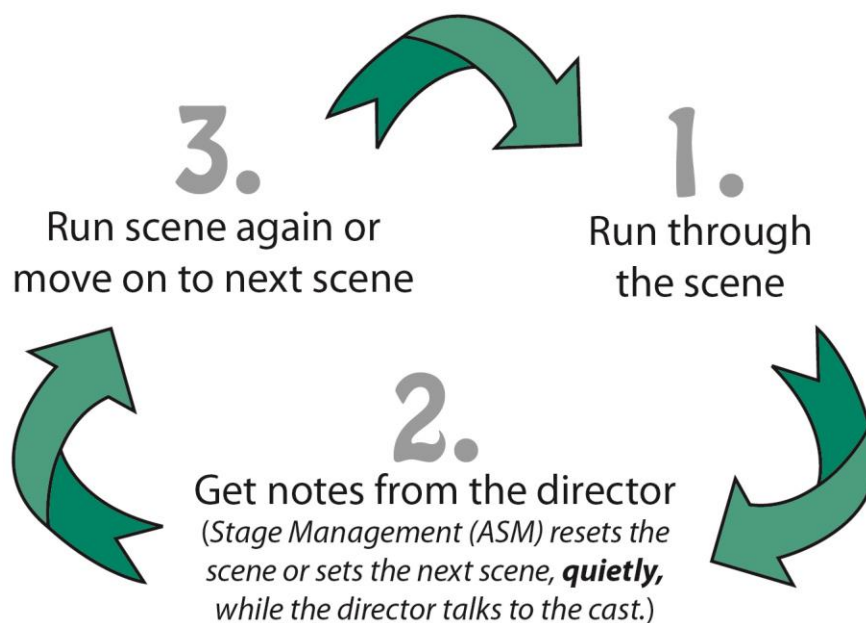 1.
Run through
the scene
2.
Get notes from the director
(Stage Management (ASM) resets the
scene or sets the next scene, quietly,
while the director talks to the cast.)
3.
Run scene again or
move on to next scene